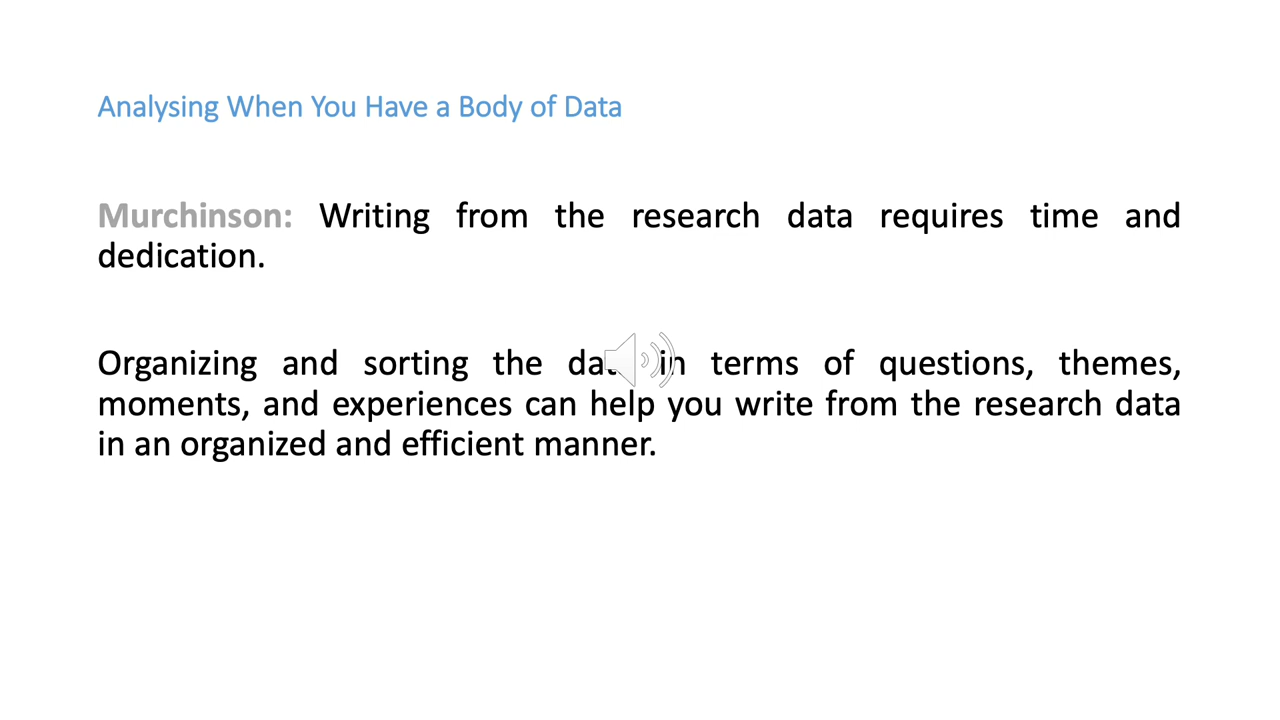 Analysing When You Have a Body of Data
Murchinson: Writing from the research data requires time and
dedication.
Organizing and sorting the data in terms of questions, themes,
moments, and experiences can help you write from the research data
in an organized and efficient manner.